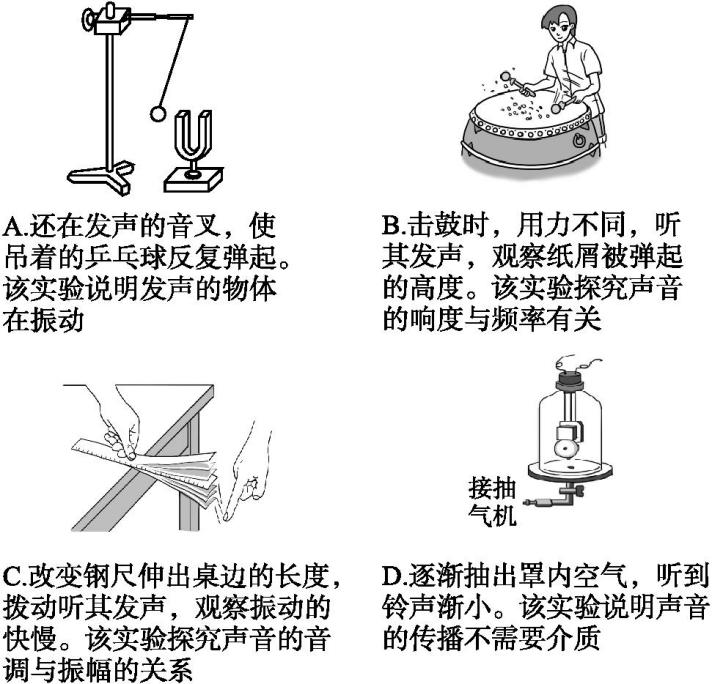 A.还在发声的音叉，使
吊着的乒乓球反复弹起。
该实验说明发声的物体
在振动
B.击鼓时，用力不同，听
其发声，观察纸屑被弹起
的高度。该实验探究声音
的响度与频率有关
接抽
气机
C.改变钢尺伸出桌边的长度，
拨动听其发声，观察振动的
快慢。该实验探究声音的音
调与振幅的关系
D.逐渐抽出罩内空气，听到
铃声渐小。该实验说明声音
的传播不需要介质